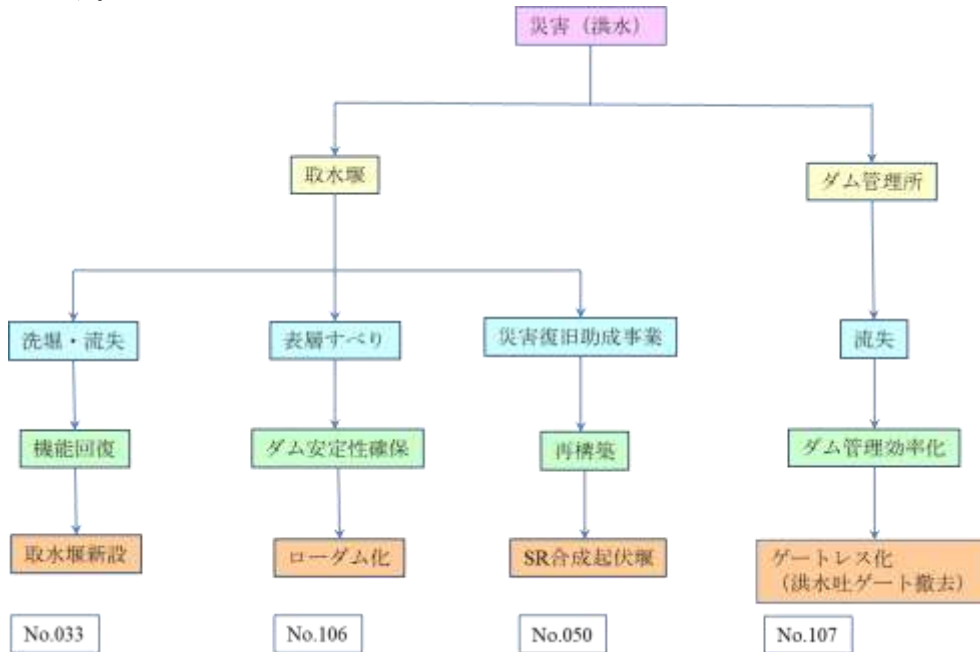 災害（洪水）
取水堰
ダム管理所
洗堀・流失
表層すべり
災害復旧助成事業
流失
機能回復
ダム安定性確保
再構築
ダム管理効率化
取水堰新設
ローダム化
SR合成起伏堰
ゲートレス化
（洪水吐ゲート撤去）
No.033
No.106
No.050
No.107